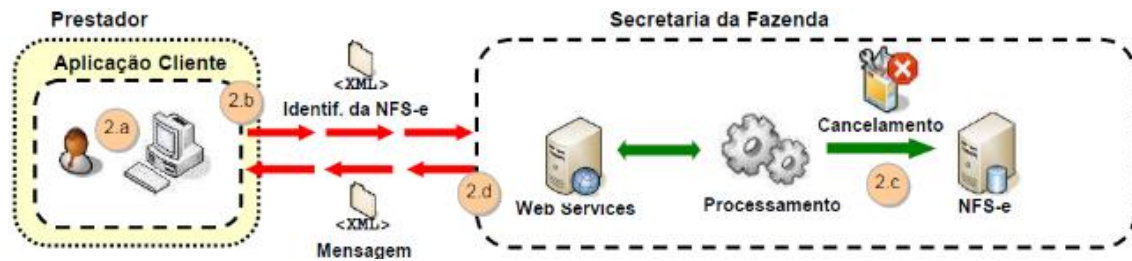 Prestador
Secretaria da Fazenda
Aplicação Cliente
2.a
2.b
<XML>
Identif. da NFS-e
<XML>
Mensagem
2.d
Web Services
Processamento
Cancelamento
2.c
NFS-e